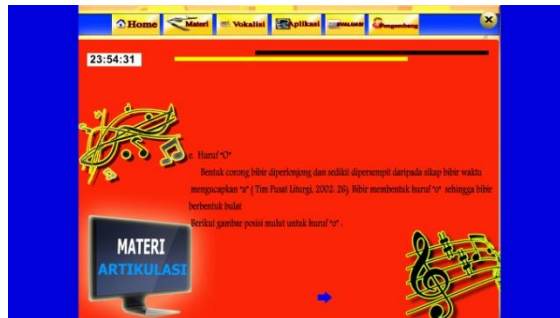 Home Materi Vokalisi Aplikasi EVALUASI Pengembang
23:54:31
c. Huruf "O"
Bentuk corong bibir diperlonjong dan sedikit dipersempit daripada sikap bibir waktu
mengucapkan "a" ( Tim Pusat Liturgi, 2002: 26). Bibir membentuk huruf "o" sehingga bibir
berbentuk bulat
Berikut gambar posisi mulut untuk huruf "o" :
MATERI
ARTIKULASI